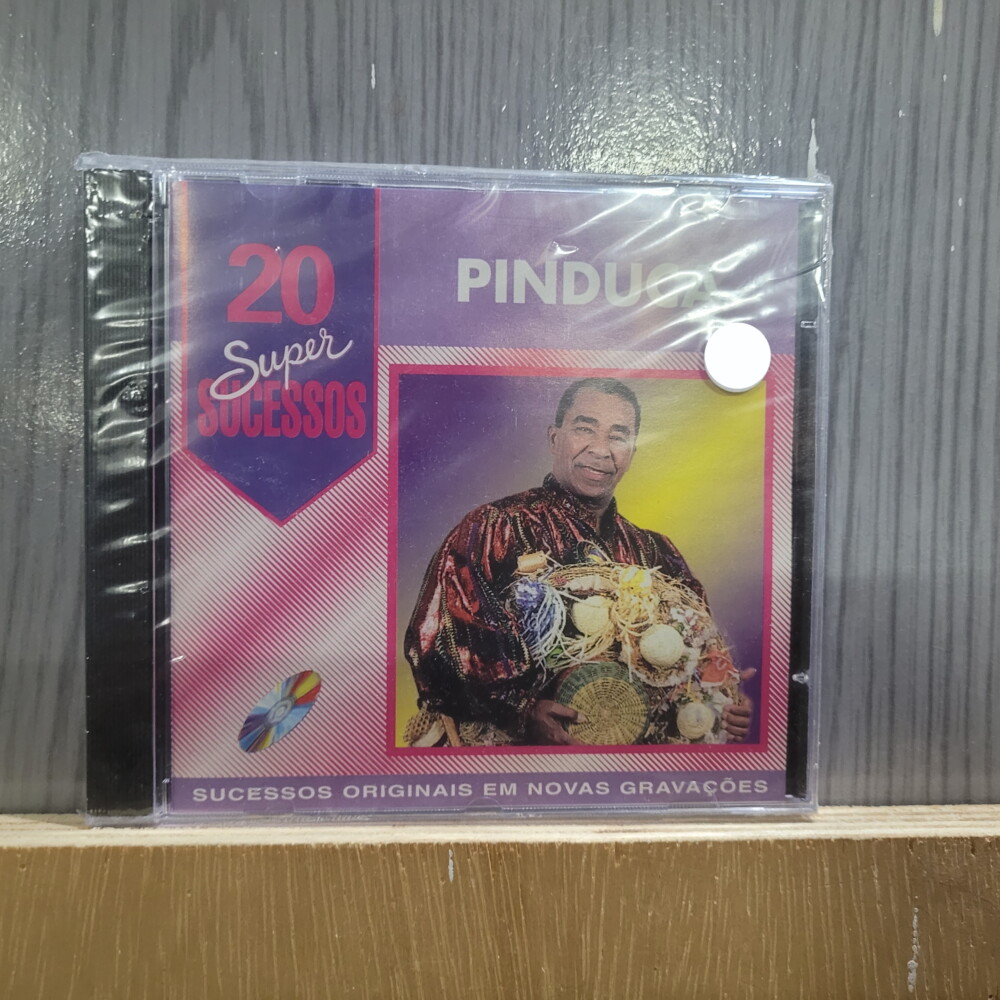 20
Super
SUCESSOS
PINDUCA
SUCESSOS ORIGINAIS EM NOVAS GRAVAÇÕES